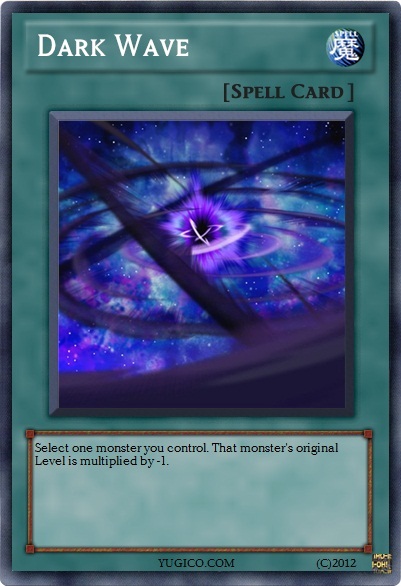 Dark Wave
魔
[Spell Card]
Select one monster you control. That monster's original
Level is multiplied by -1.
YUGICO.COM
(C)2012